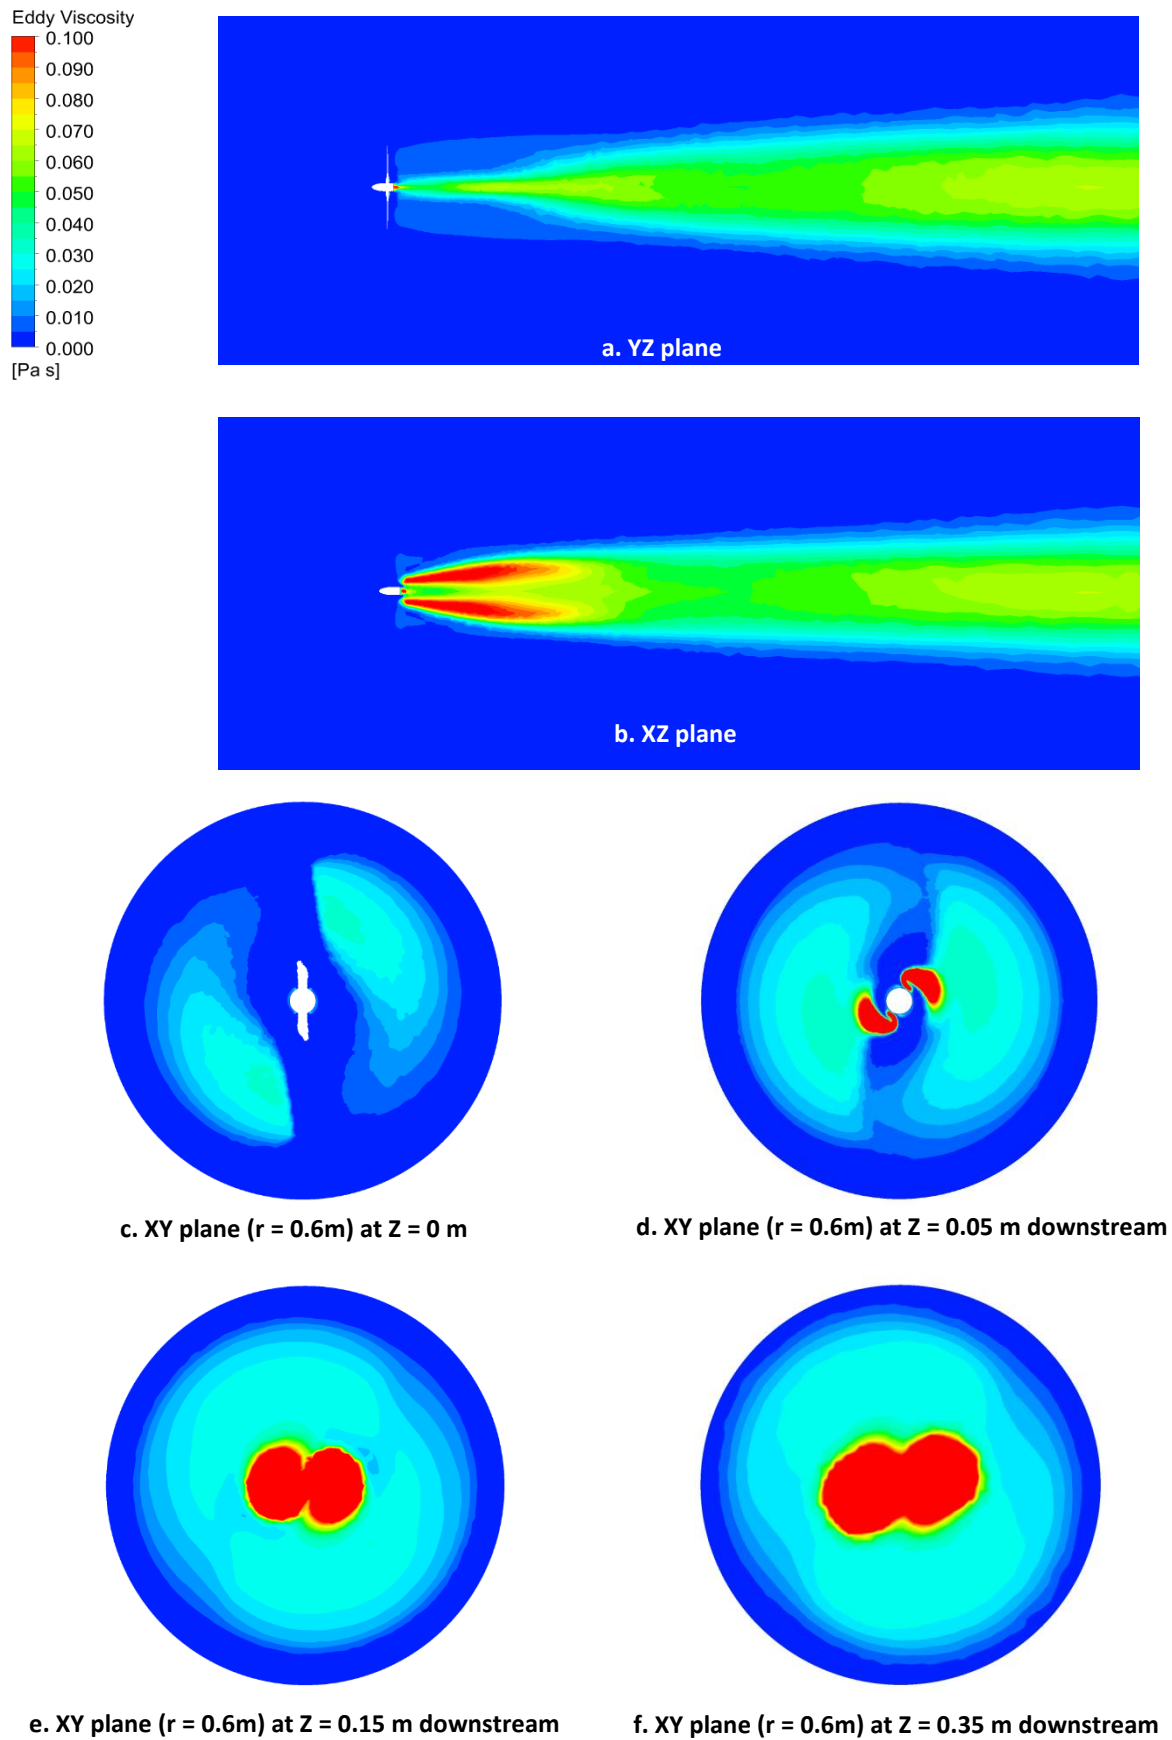 Eddy Viscosity
0.100
0.090
0.080
0.070
0.060
0.050
0.040
0.030
0.020
0.010
0.000
[Pa s]
a. YZ plane
b. XZ plane
c. XY plane (r = 0.6m) at Z = 0 m
d. XY plane (r = 0.6m) at Z = 0.05 m downstream
e. XY plane (r = 0.6m) at Z = 0.15 m downstream
f. XY plane (r = 0.6m) at Z = 0.35 m downstream